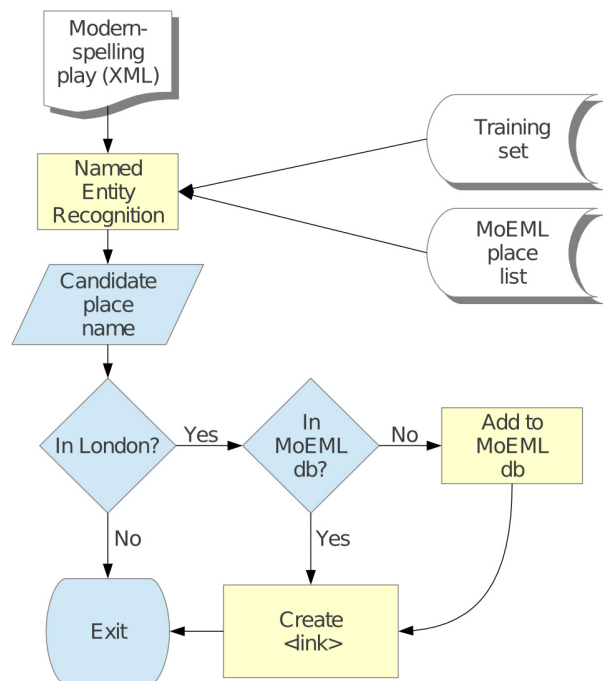 Modern-
spelling
play (XML)
Training
set
Named
Entity
Recognition
MoEML
place
list
Candidate
place
name
In London?
Yes
In
MoEML
db?
No
Add to
MoEML
db
No
Yes
Exit
Create
<link>